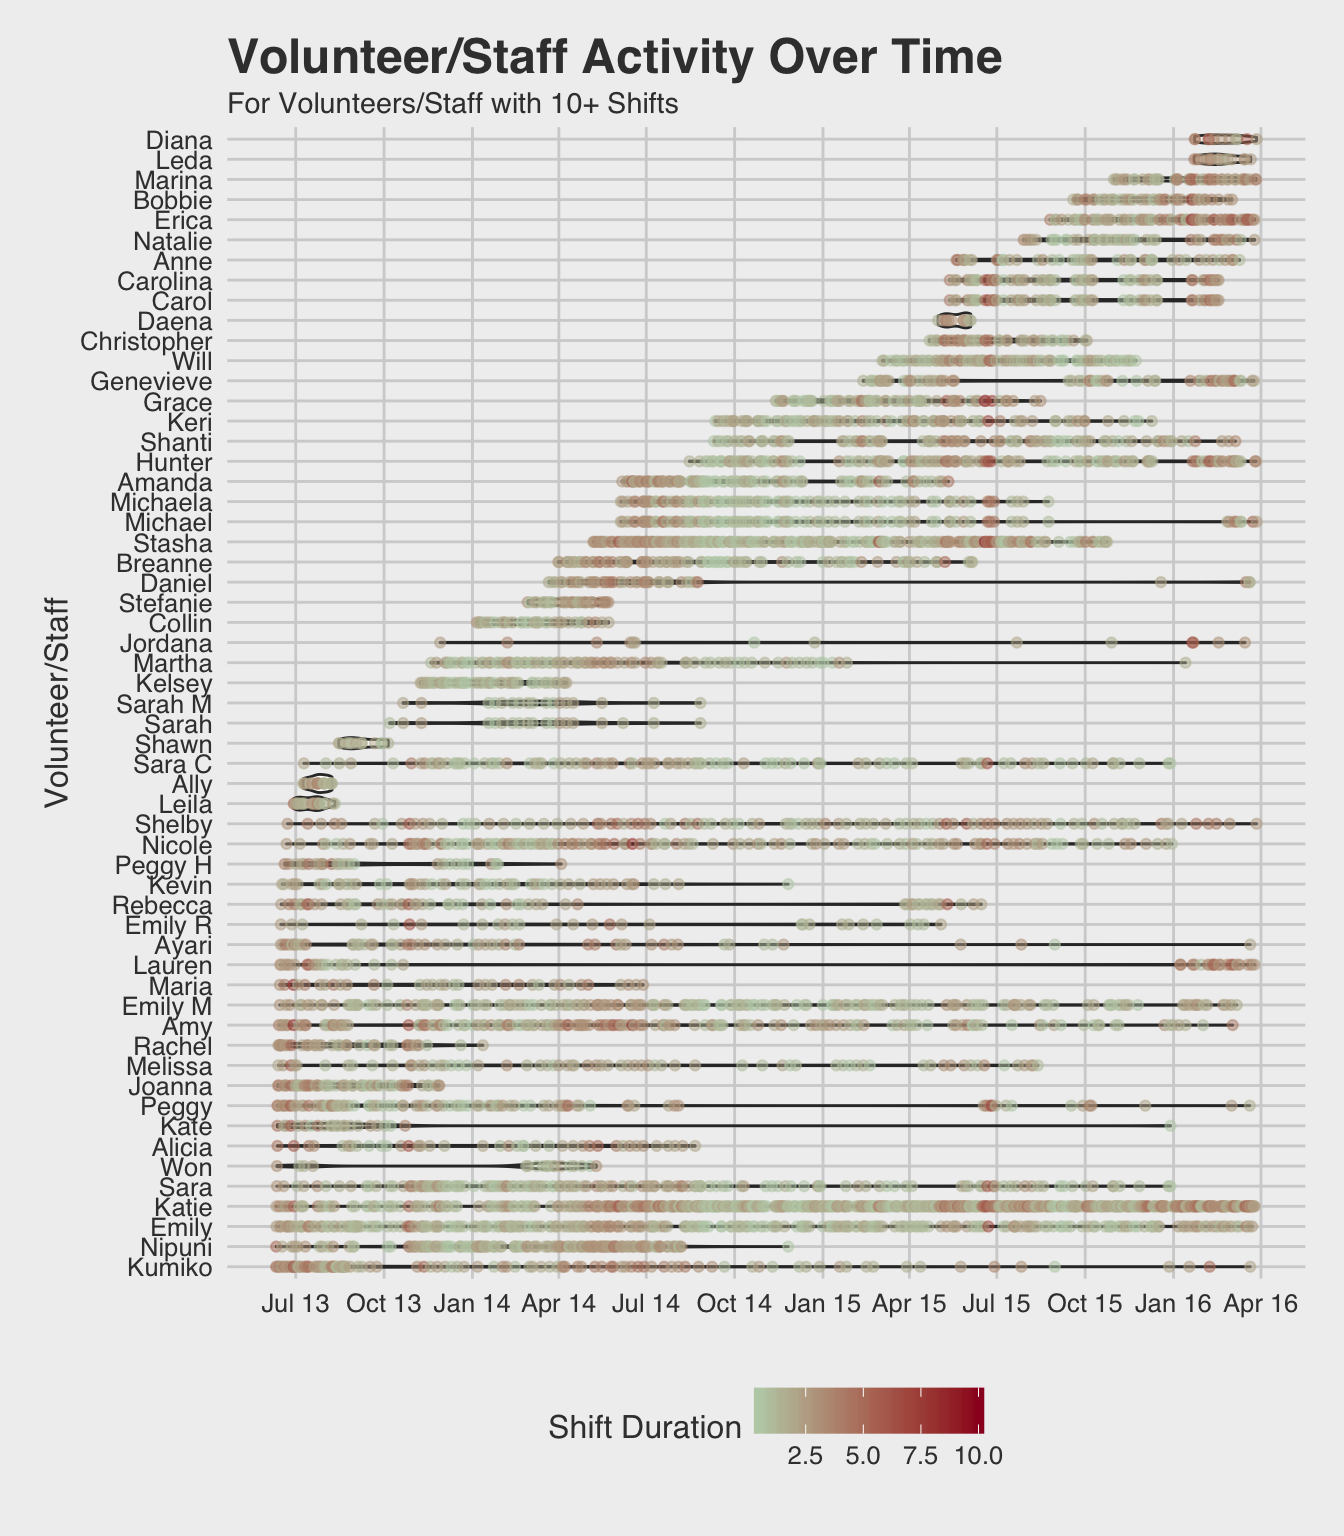 Volunteer/Staff Activity Over Time
For Volunteers/Staff with 10+ Shifts
Volunteer/Staff
Diana
Leda
Marina
Bobbie
Erica
Natalie
Anne
Carolina
Carol
Daena
Christopher
Will
Genevieve
Grace
Keri
Shanti
Hunter
Amanda
Michaela
Michael
Stasha
Breanne
Daniel
Stefanie
Collin
Jordana
Martha
Kelsey
Sarah M
Sarah
Shawn
Sara C
Ally
Leila
Shelby
Nicole
Peggy H
Kevin
Rebecca
Emily R
Ayari
Lauren
Maria
Emily M
Amy
Rachel
Melissa
Joanna
Peggy
Kate
Alicia
Won
Sara
Katie
Emily
Nipuni
Kumiko
Jul 13 Oct 13 Jan 14 Apr 14 Jul 14 Oct 14 Jan 15 Apr 15 Jul 15 Oct 15 Jan 16 Apr 16
Shift Duration
2.5 5.0 7.5 10.0